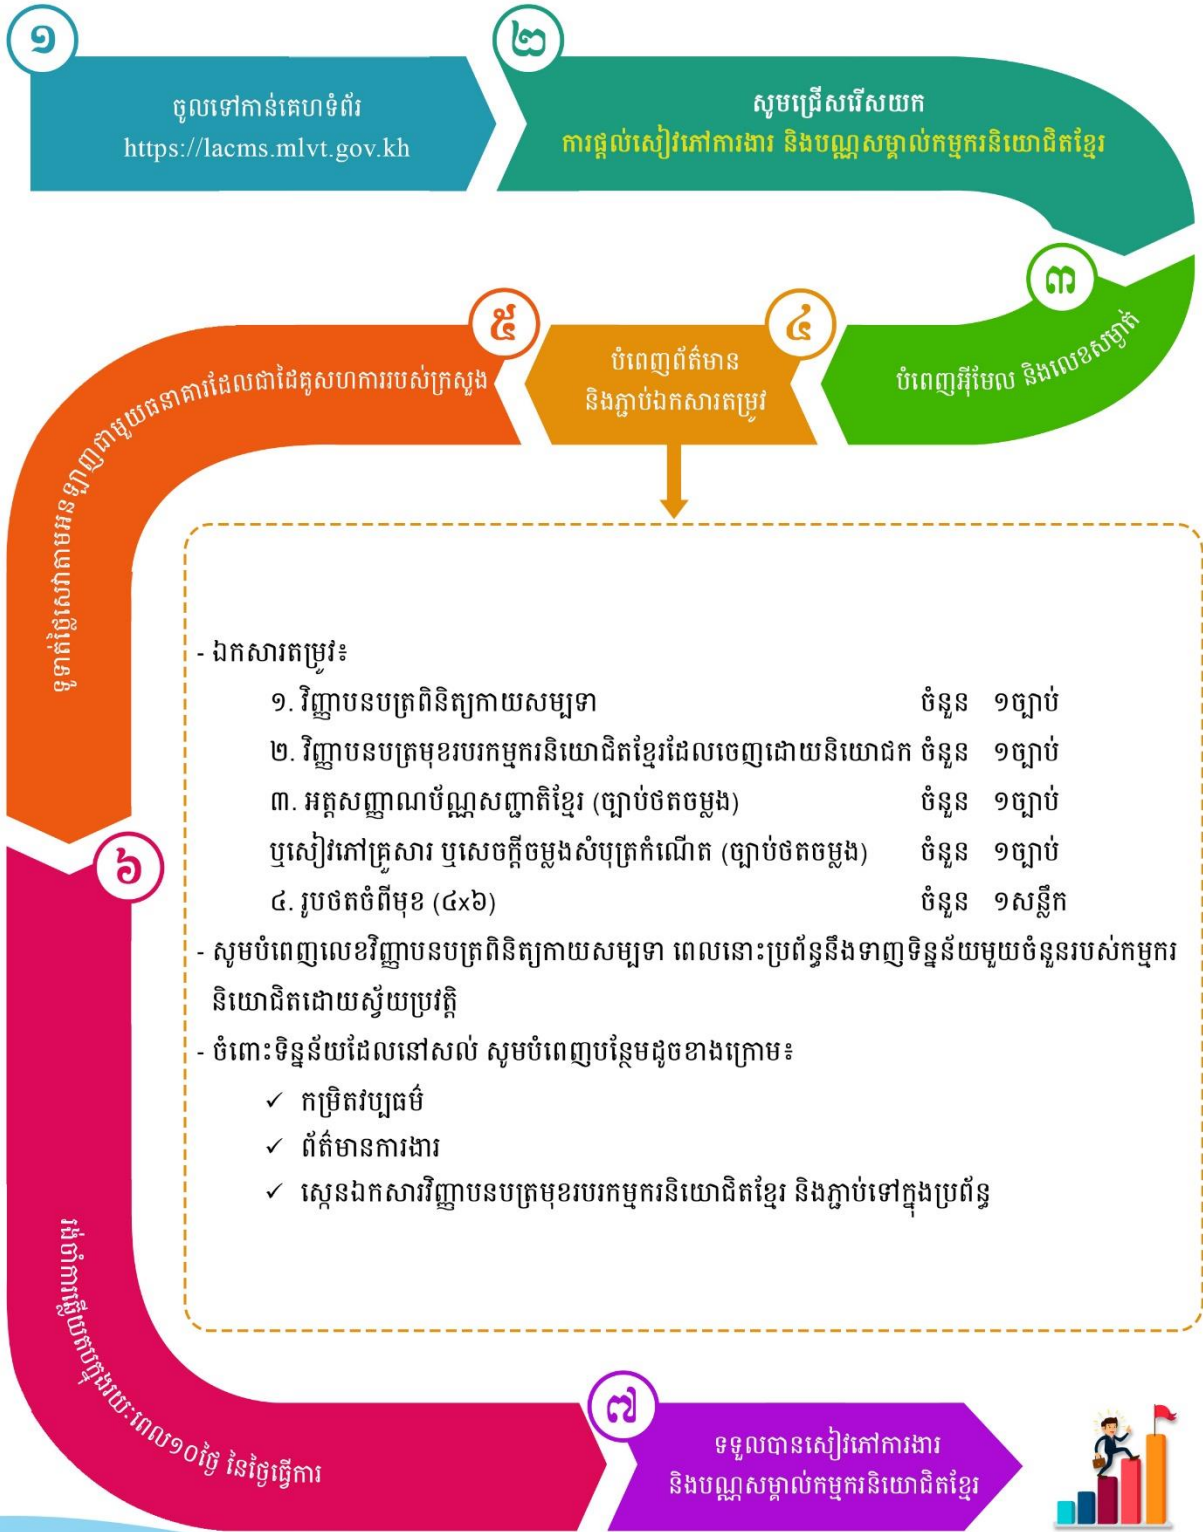 ១
ចូលទៅកាន់គេហទំព័រ
https://lacms.mlvt.gov.kh
២
សូមជ្រើសរើសយក
ការផ្តល់សៀវភៅការងារ និងបណ្ណសម្គាល់កម្មករនិយោជិតខ្មែរ
៣
បំពេញអ៊ីមែល និងលេខសម្ងាត់
៤
បំពេញព័ត៌មាន
និងភ្ជាប់ឯកសារតម្រូវ
៥
ទូទាត់ថ្លៃសេវាតាមអនឡាញជាមួយធនាគារដែលជាដៃគូសហការរបស់ក្រសួង
- ឯកសារតម្រូវ៖
១. វិញ្ញាបនបត្រពិនិត្យកាយសម្បទា ចំនួន ១ច្បាប់
២. វិញ្ញាបនបត្រមុខរបរកម្មករនិយោជិតខ្មែរដែលចេញដោយនិយោជក ចំនួន ១ច្បាប់
៣. អត្តសញ្ញាណប័ណ្ណសញ្ជាតិខ្មែរ (ច្បាប់ថតចម្លង) ចំនួន ១ច្បាប់
ឬសៀវភៅគ្រួសារ ឬសេចក្តីចម្លងសំបុត្រកំណើត (ច្បាប់ថតចម្លង) ចំនួន ១ច្បាប់
៤. រូបថតចំពីមុខ (៤x៦) ចំនួន ១សន្លឹក
- សូមបំពេញលេខវិញ្ញាបនបត្រពិនិត្យកាយសម្បទា ពេលនោះប្រព័ន្ធនឹងទាញទិន្នន័យមួយចំនួនរបស់កម្មករ
និយោជិតដោយស្វ័យប្រវត្តិ
- ចំពោះទិន្នន័យដែលនៅសល់ សូមបំពេញបន្ថែមដូចខាងក្រោម៖
✓ កម្រិតវប្បធម៌
✓ ព័ត៌មានការងារ
✓ ស្កេនឯកសារវិញ្ញាបនបត្រមុខរបរកម្មករនិយោជិតខ្មែរ និងភ្ជាប់ទៅក្នុងប្រព័ន្ធ
៦
រង់ចាំការឆ្លើយតបក្នុងរយៈពេល១០ថ្ងៃ នៃថ្ងៃធ្វើការ
៧
ទទួលបានសៀវភៅការងារ
និងបណ្ណសម្គាល់កម្មករនិយោជិតខ្មែរ